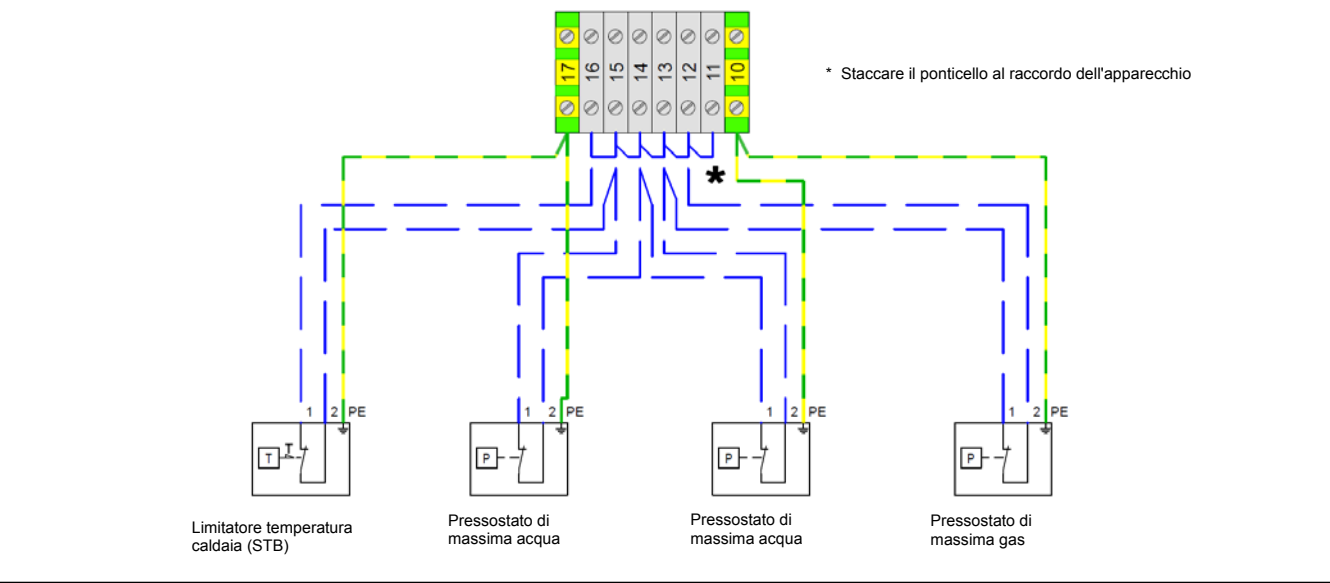 17 16 15 14 13 12 11 10
* Staccare il ponticello al raccordo dell'apparecchio
*
1 2 PE
1 2 PE
1 2 PE
1 2 PE
T T
P
P
P
Limitatore temperatura
caldaia (STB)
Pressostato di
massima acqua
Pressostato di
massima acqua
Pressostato di
massima gas